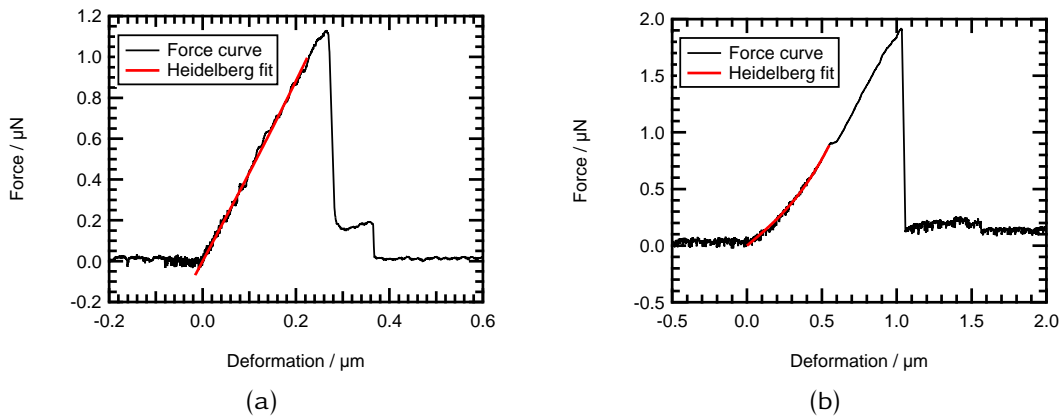 1.2
1.0
0.8
0.6
0.4
0.2
0.0
-0.2
Force / µN
Force curve
Heidelberg fit
-0.2 0.0 0.2 0.4 0.6
Deformation / µm
(a)
2.0
1.5
1.0
0.5
0.0
-0.5
Force / µN
Force curve
Heidelberg fit
-0.5 0.0 0.5 1.0 1.5 2.0
Deformation / µm
(b)